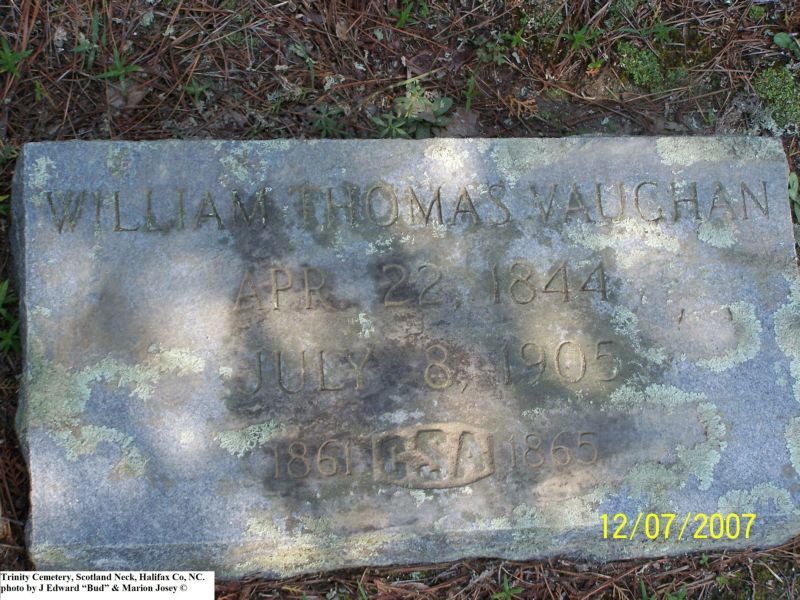 WILLIAM THOMAS VAUGHAN
APR. 22, 1844
JULY 8, 1905
1861 CSA 1865
12/07/2007
Trinity Cemetery, Scotland Neck, Halifax Co, NC.
photo by J Edward “Bud” & Marion Josey ©